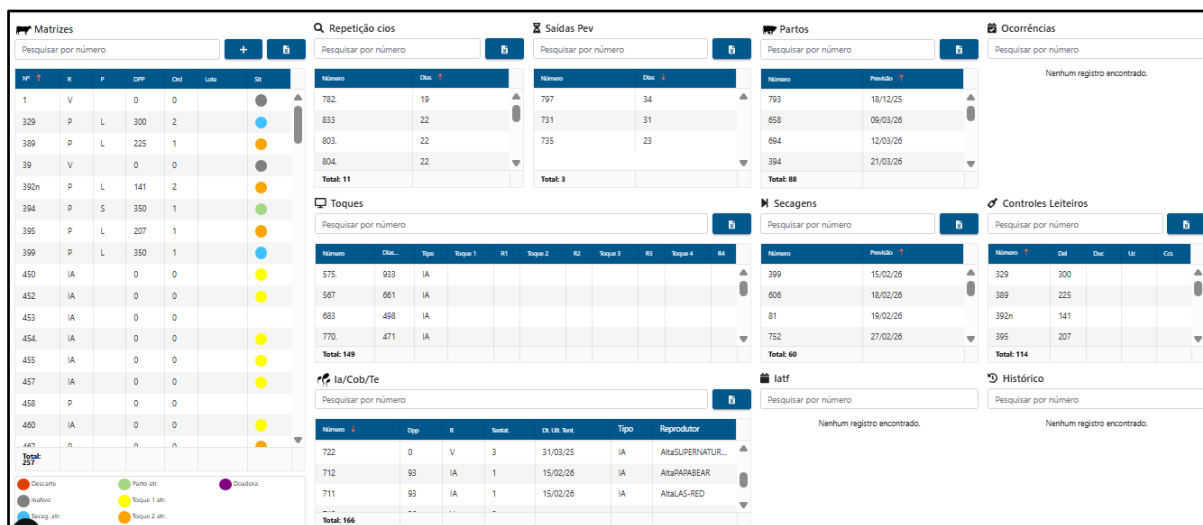 Matrizes
Pesquisar por número
Nº R P DPP Ord Lote Sit
1 V 0 0
329 P L 300 2
389 P L 225 1
39 V 0 0
392n P L 141 2
394 P S 350 1
395 P L 207 1
399 P L 350 1
450 IA 0 0
452 IA 0 0
453 IA 0 0
454. IA 0 0
455 IA 0 0
457 IA 0 0
458 P 0 0
460 IA 0 0
Total:
257
Descarte Parto atr. Doadora
Inativo Toque 1 atr.
Secag. atr. Toque 2 atr.
Repetição cios
Pesquisar por número
Número Dias
782. 19
833 22
803. 22
804. 22
Total: 11
Saídas Pev
Pesquisar por número
Número Dias
797 34
731 31
735 23
Total: 3
Partos
Pesquisar por número
Número Previsão
793 18/12/25
658 09/03/26
694 12/03/26
394 21/03/26
Total: 88
Ocorrências
Pesquisar por número
Nenhum registro encontrado.
Toques
Pesquisar por número
Número Dias... Tipo Toque 1 R1 Toque 2 R2 Toque 3 R3 Toque 4 R4
575. 933 IA
567 661 IA
683 498 IA
770. 471 IA
Total: 149
Secagens
Pesquisar por número
Número Previsão
399 15/02/26
606 18/02/26
81 19/02/26
752 27/02/26
Total: 60
Controles Leiteiros
Pesquisar por número
Número Del Duc Uc Ccs
329 300
389 225
392n 141
395 207
Total: 114
Ia/Cob/Te
Pesquisar por número
Número Dpp R Tentat. Dt. Ult. Tent. Tipo Reprodutor
722 0 V 3 31/03/25 IA AltaSUPERNATUR...
712 93 IA 1 15/02/26 IA AltaPAPABEAR
711 93 IA 1 15/02/26 IA AltaLAS-RED
Total: 166
Iatf
Pesquisar por número
Nenhum registro encontrado.
Histórico
Pesquisar por número
Nenhum registro encontrado.